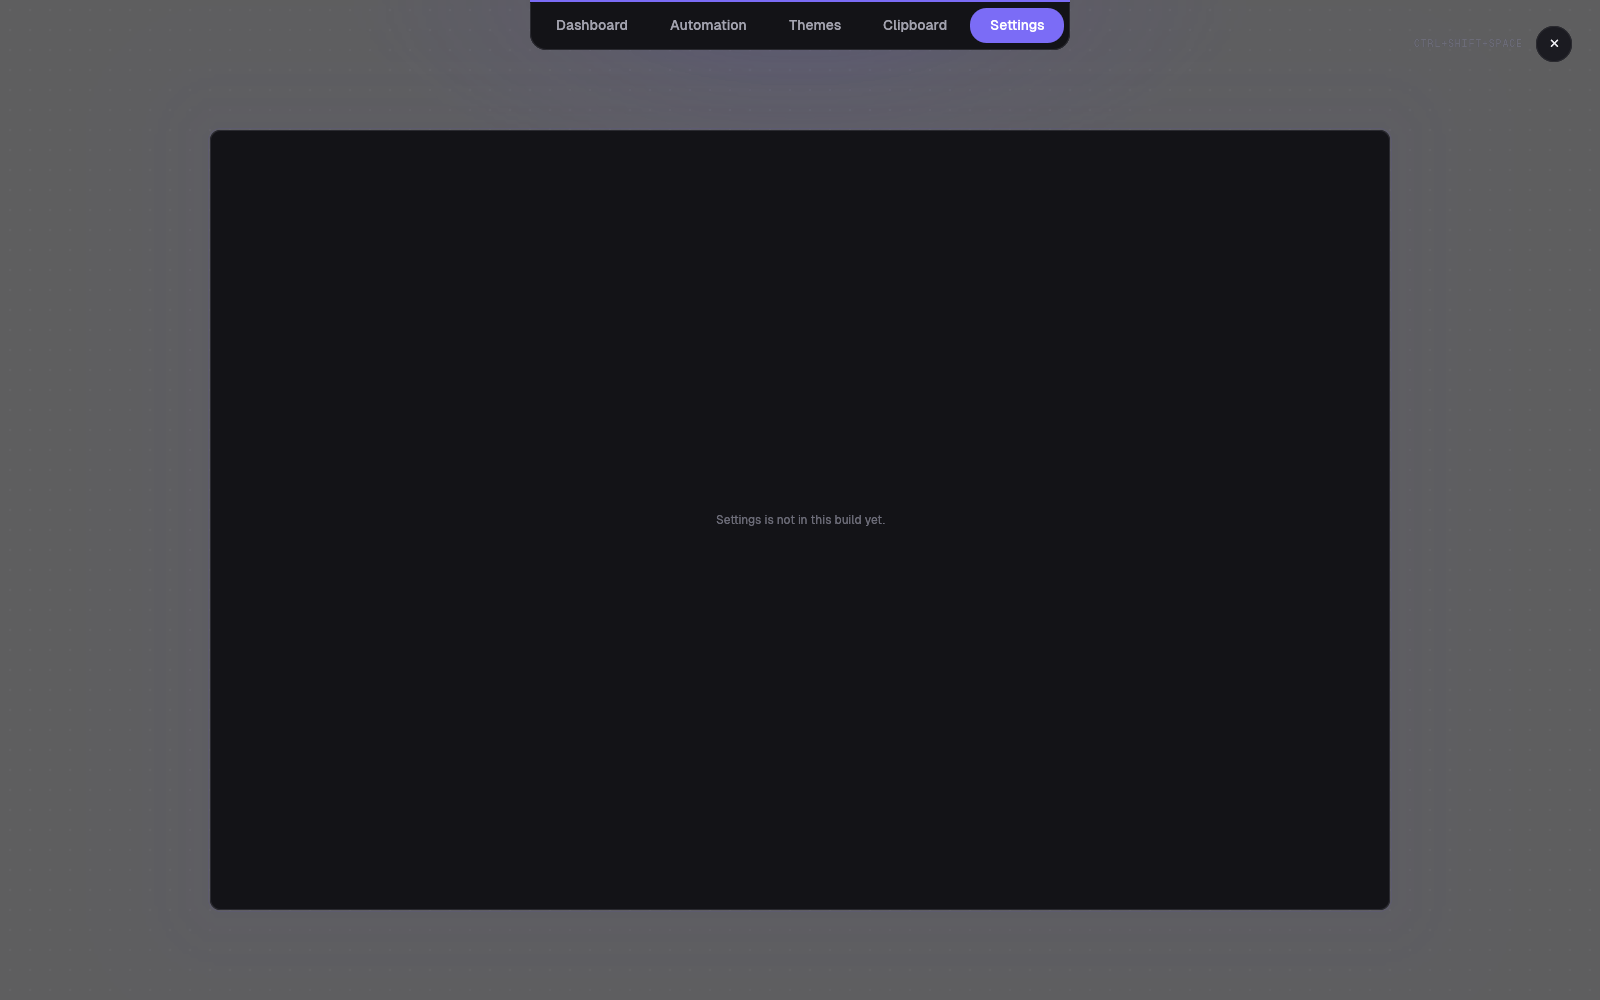 Dashboard Automation Themes Clipboard Settings
CTRL+SHIFT+SPACE ×
Settings is not in this build yet.